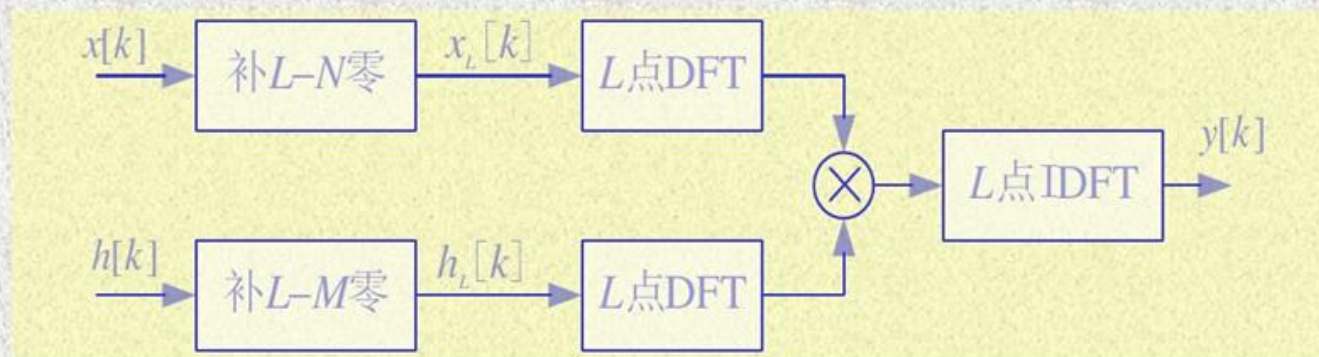 x[k]
补L–N零
x_L[k]
L点DFT
h[k]
补L–M零
h_L[k]
L点DFT
L点IDFT
y[k]